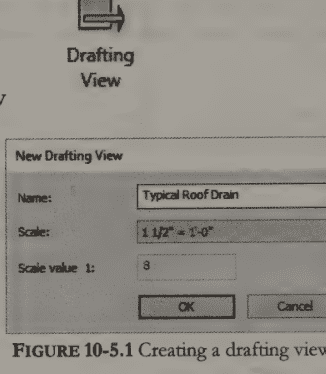 Drafting
View
New Drafting View
Name: Typical Roof Drain
Scale: 1 1/2" = 1'-0"
Scale value 1: 8
OK Cancel
FIGURE 10-5.1 Creating a drafting view